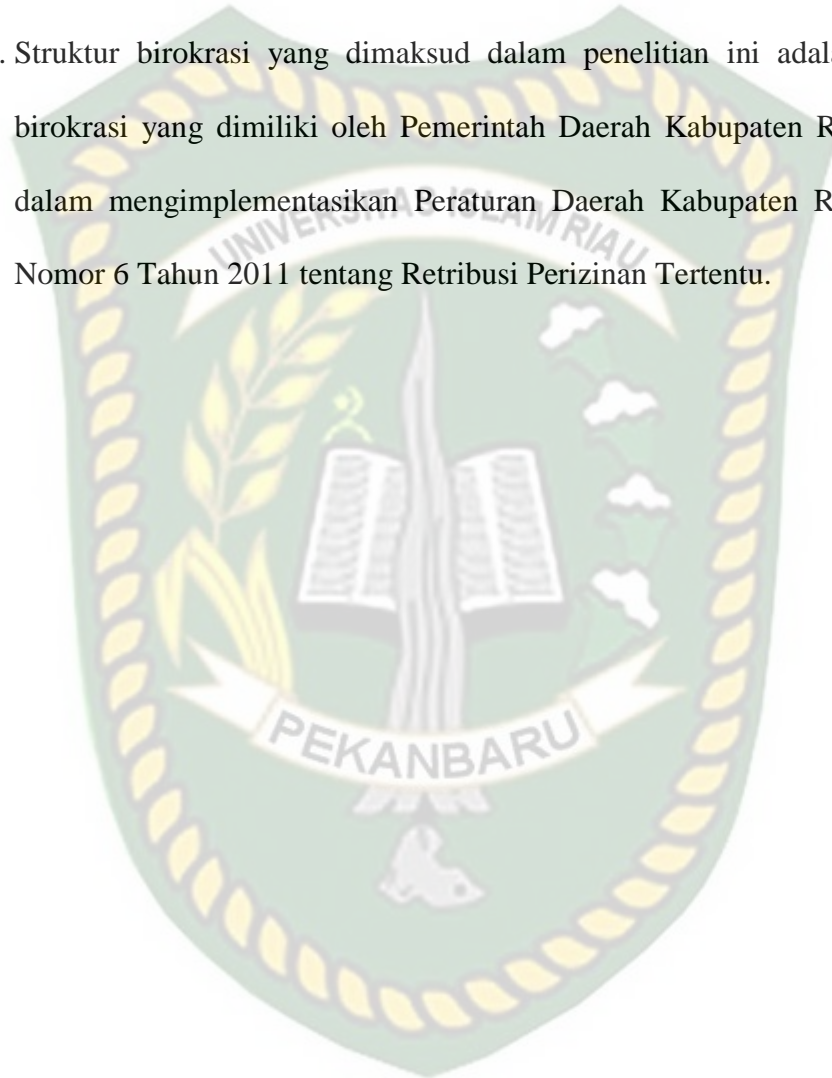 . Struktur birokrasi yang dimaksud dalam penelitian ini adal
birokrasi yang dimiliki oleh Pemerintah Daerah Kabupaten R
dalam mengimplementasikan Peraturan Daerah Kabupaten R
Nomor 6 Tahun 2011 tentang Retribusi Perizinan Tertentu.
UNIVERSITAS ISLAM RIAU
PEKANBARU